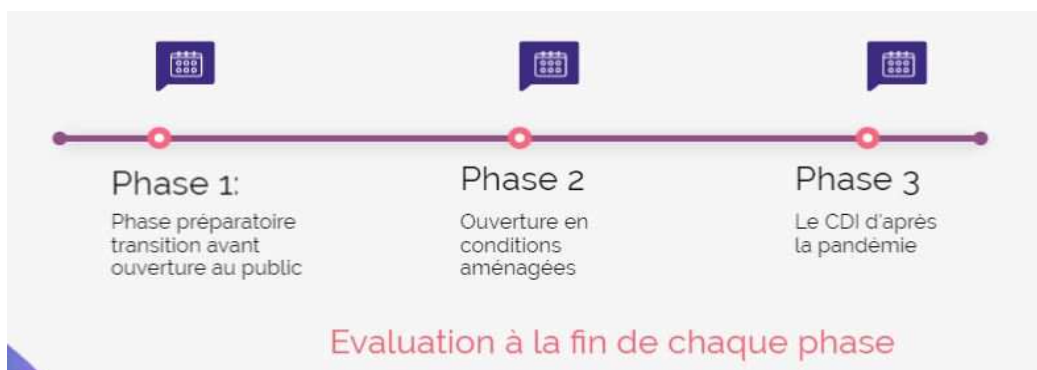 Phase 1:
Phase préparatoire
transition avant
ouverture au public
Phase 2
Ouverture en
conditions
aménagées
Phase 3
Le CDI d'après
la pandémie
Evaluation à la fin de chaque phase